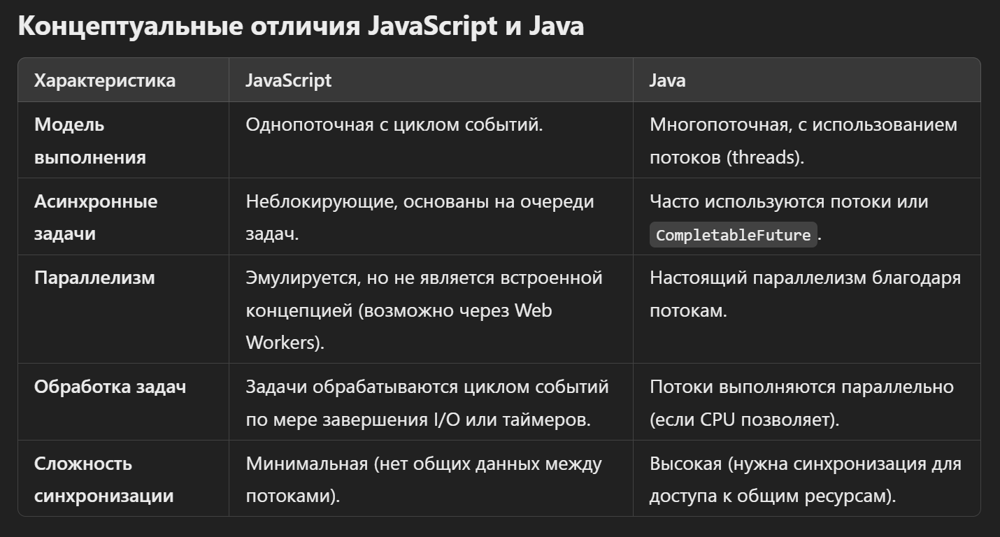 Концептуальные отличия JavaScript и Java
Характеристика JavaScript Java
Модель
выполнения
Однопоточная с циклом событий.
Многопоточная, с использованием
потоков (threads).
Асинхронные
задачи
Неблокирующие, основаны на очереди
задач.
Часто используются потоки или
CompletableFuture.
Параллелизм
Эмулируется, но не является встроенной
концепцией (возможно через Web
Workers).
Настоящий параллелизм благодаря
потокам.
Обработка задач
Задачи обрабатываются циклом событий
по мере завершения I/O или таймеров.
Потоки выполняются параллельно
(если CPU позволяет).
Сложность
синхронизации
Минимальная (нет общих данных между
потоками).
Высокая (нужна синхронизация для
доступа к общим ресурсам).